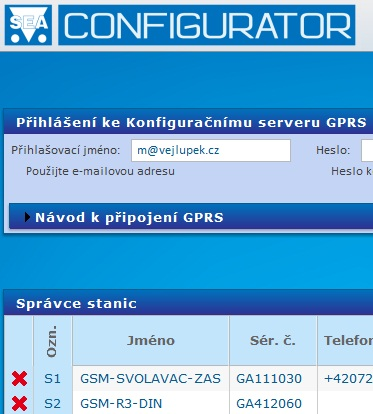 SEA CONFIGURATOR
Přihlášení ke Konfiguračnímu serveru GPRS
Přihlašovací jméno: m@vejlupek.cz Heslo:
Použijte e-mailovou adresu Heslo k
Návod k připojení GPRS
Správce stanic
Ozn. Jméno Sér. č. Telefor
S1 GSM-SVOLAVAC-ZAS GA111030 +42072
S2 GSM-R3-DIN GA412060